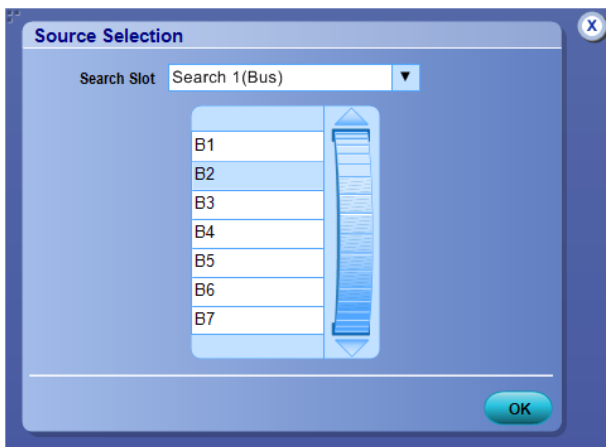 Source Selection
X
Search Slot Search 1(Bus)
B1
B2
B3
B4
B5
B6
B7
OK